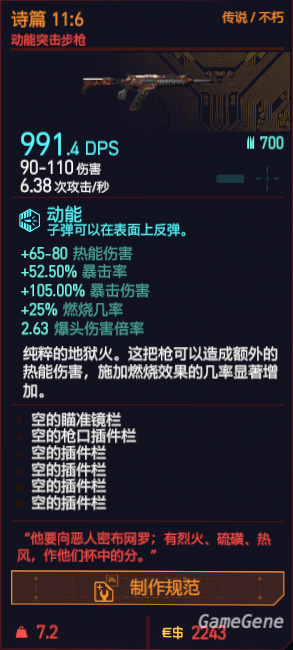 诗篇 11:6
传说 / 不朽
动能突击步枪
991.4 DPS
700
90-110 伤害
6.38 次攻击/秒
动能
子弹可以在表面上反弹。
+65-80 热能伤害
+52.50% 暴击率
+105.00% 暴击伤害
+25% 燃烧几率
2.63 爆头伤害倍率
纯粹的地狱火。这把枪可以造成额外的
热能伤害，施加燃烧效果的几率显著增
加。
空的瞄准镜栏
空的枪口插件栏
空的插件栏
空的插件栏
空的插件栏
空的插件栏
“他要向恶人密布网罗；有烈火、硫磺、热
风，作他们杯中的分。”
制作规范
GameGene
7.2
€$ 2243